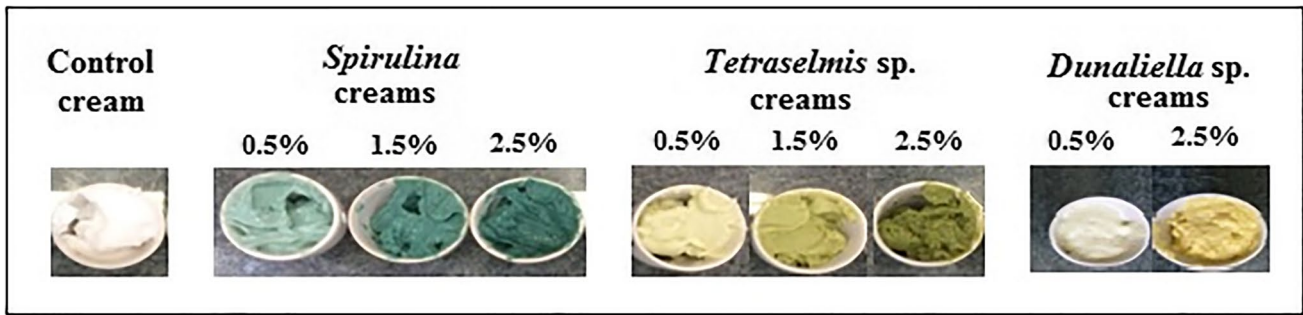 Control
cream
Spirulina
creams
0.5% 1.5% 2.5%
Tetraselmis sp.
creams
0.5% 1.5% 2.5%
Dunaliella sp.
creams
0.5% 2.5%